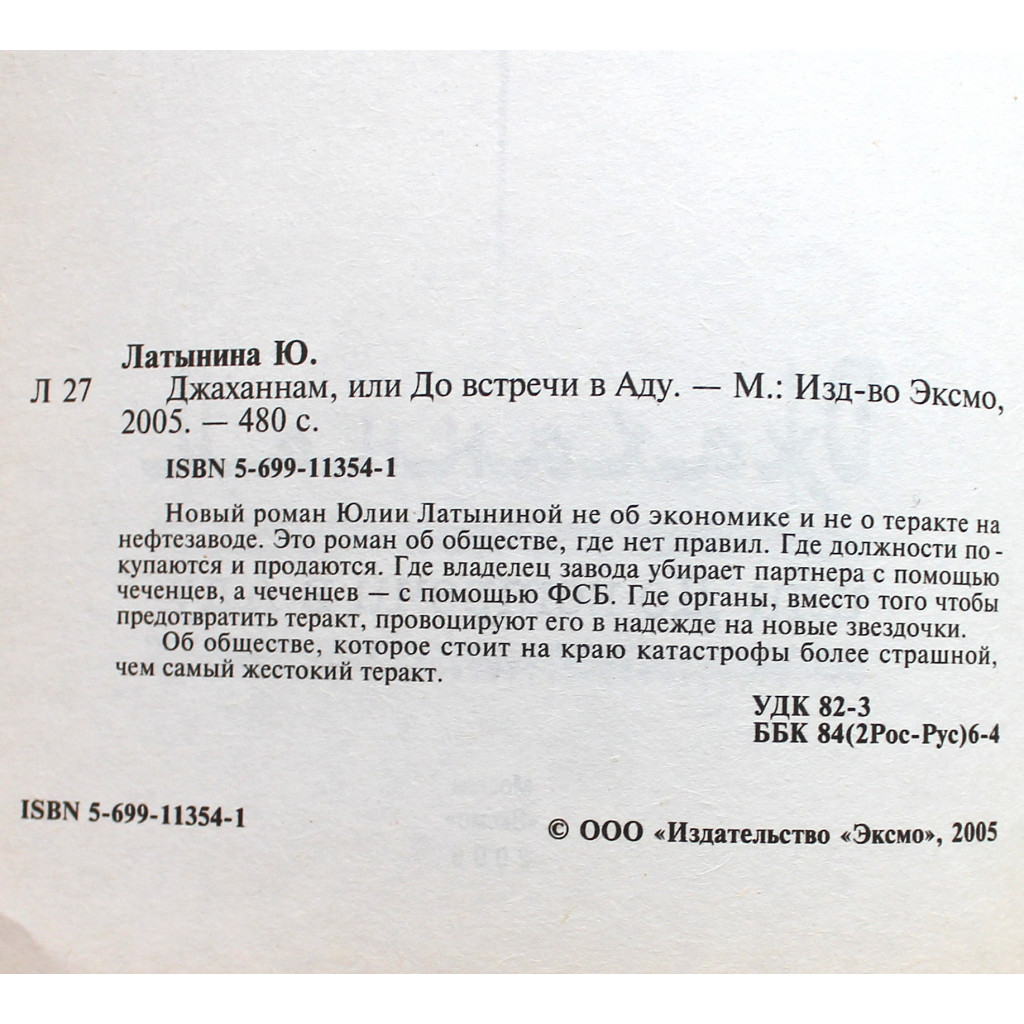 Латынина Ю.
Л 27 Джаханнам, или До встречи в Аду. — М.: Изд-во Эксмо,
2005. — 480 с.
ISBN 5-699-11354-1
Новый роман Юлии Латыниной не об экономике и не о теракте на
нефтезаводе. Это роман об обществе, где нет правил. Где должности по-
купаются и продаются. Где владелец завода убирает партнера с помощью
чеченцев, а чеченцев — с помощью ФСБ. Где органы, вместо того чтобы
предотвратить теракт, провоцируют его в надежде на новые звездочки.
Об обществе, которое стоит на краю катастрофы более страшной,
чем самый жестокий теракт.
УДК 82-3
ББК 84(2Рос-Рус)6-4
ISBN 5-699-11354-1
© ООО «Издательство «Эксмо», 2005